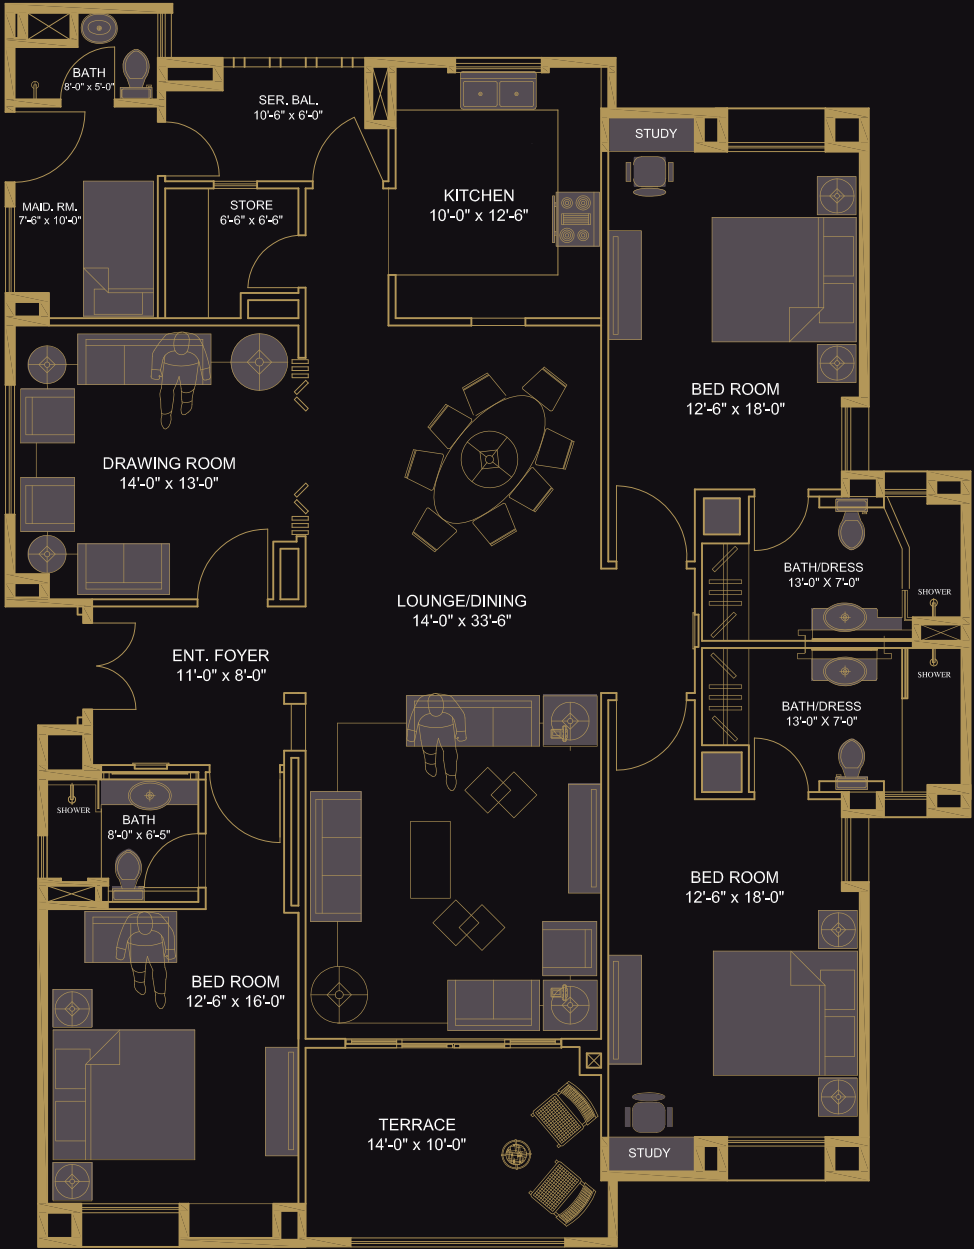 BATH
8'-0" x 5'-0"
SER. BAL.
10'-6" x 6'-0"
STUDY
KITCHEN
10'-0" x 12'-6"
MAID. RM.
7'-6" x 10'-0"
STORE
6'-6" x 6'-6"
BED ROOM
12'-6" x 18'-0"
DRAWING ROOM
14'-0" x 13'-0"
BATH/DRESS
13'-0" X 7'-0"
SHOWER
LOUNGE/DINING
14'-0" x 33'-6"
ENT. FOYER
11'-0" x 8'-0"
SHOWER
BATH/DRESS
13'-0" X 7'-0"
SHOWER
BATH
8'-0" x 6'-5"
BED ROOM
12'-6" x 18'-0"
BED ROOM
12'-6" x 16'-0"
TERRACE
14'-0" x 10'-0"
STUDY